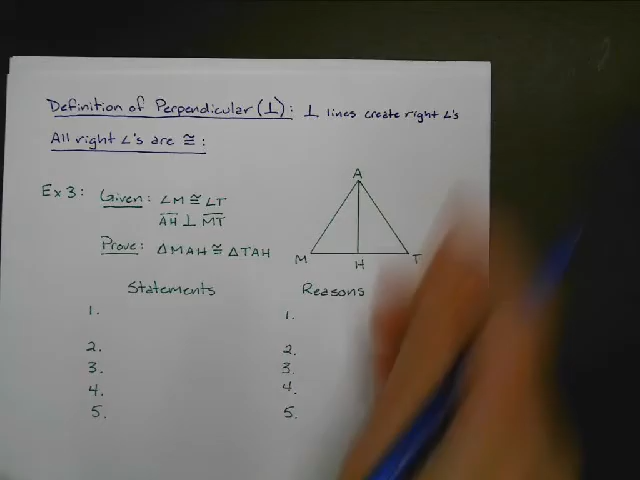 Definition of Perpendicular (⊥): ⊥ lines create right ∠'s
All right ∠'s are ≅:
Ex 3: Given: ∠M ≅ ∠T
AH ⊥ MT
Prove: △MAH ≅ △TAH
A
M H T
Statements Reasons
1. 1.
2. 2.
3. 3.
4. 4.
5. 5.